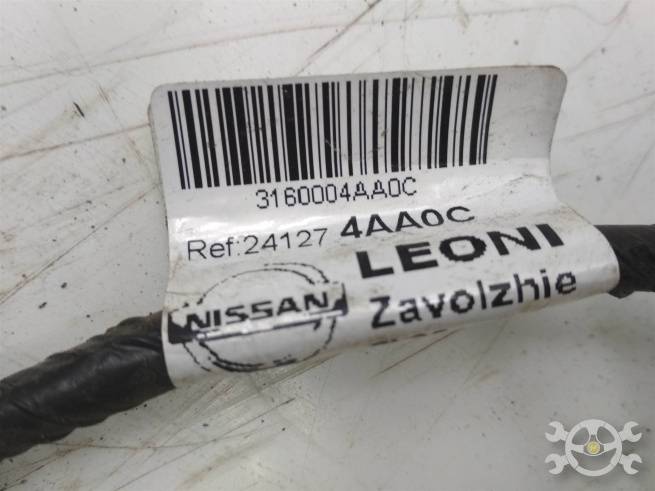 3160004AA0C
Ref:24127 4AA0C
LEONI
NISSAN
Zavolzhie